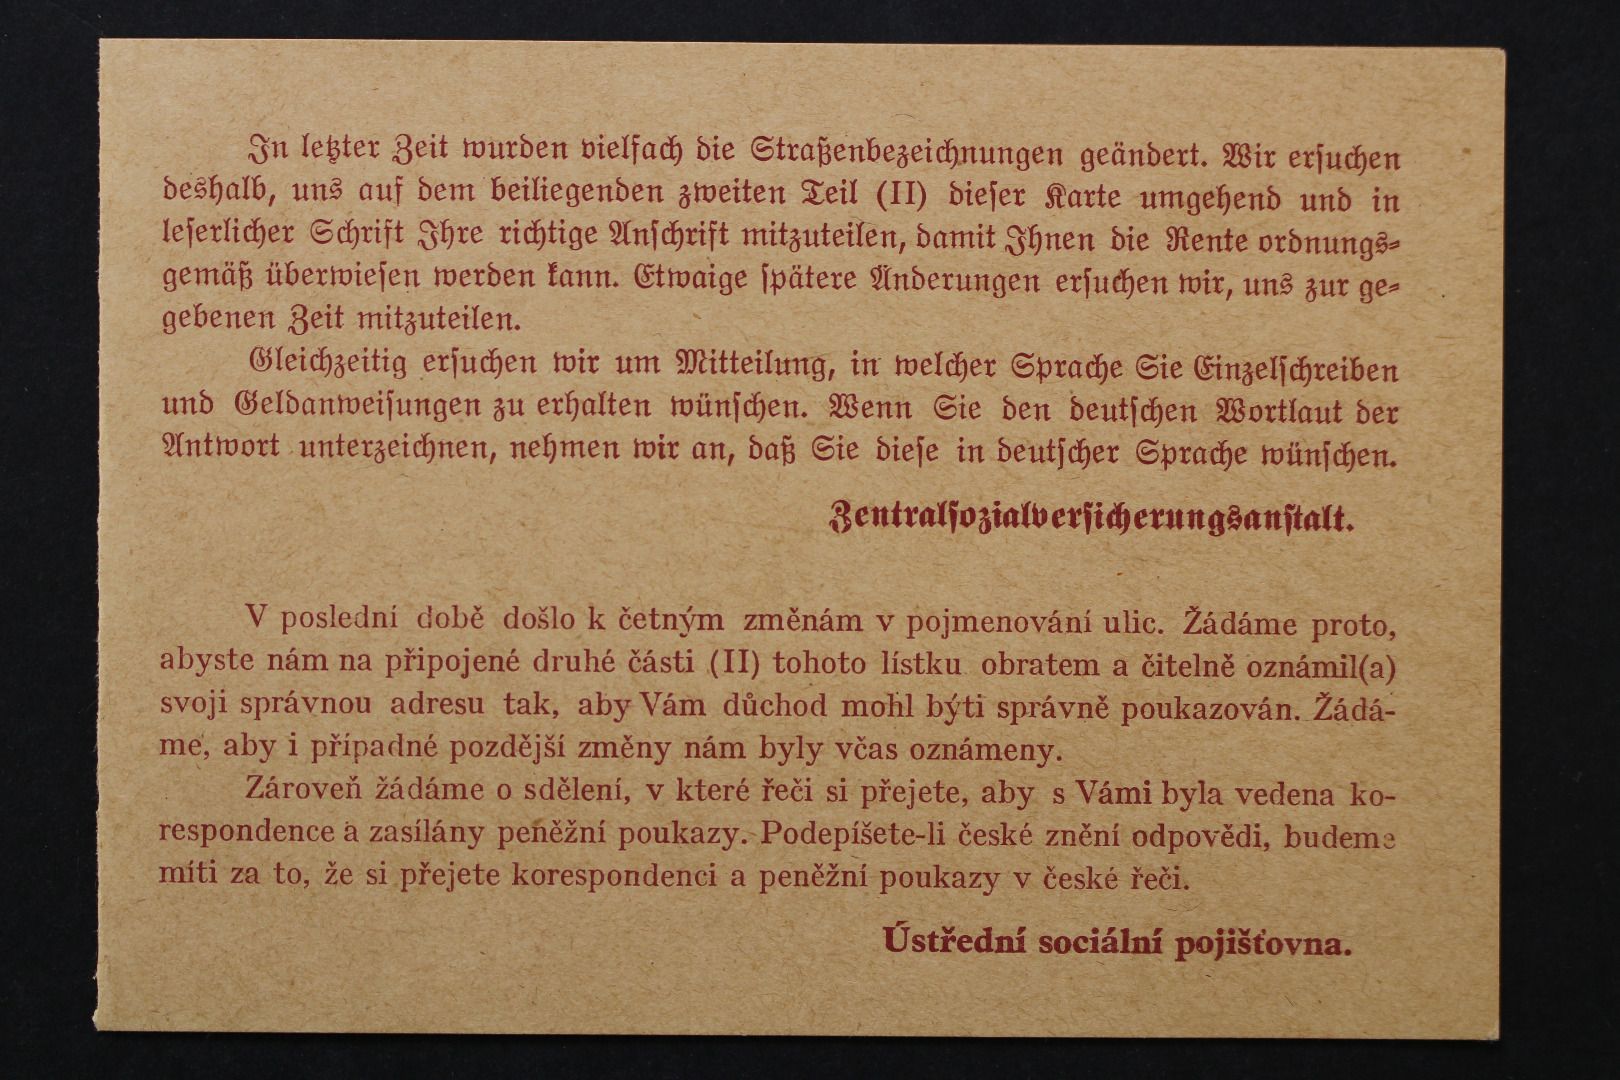 In letzter Zeit wurden vielfach die Straßenbezeichnungen geändert. Wir ersuchen
deshalb, uns auf dem beiliegenden zweiten Teil (II) dieser Karte umgehend und in
leserlicher Schrift Ihre richtige Anschrift mitzuteilen, damit Ihnen die Rente ordnungs-
gemäß überwiesen werden kann. Etwaige spätere Änderungen ersuchen wir, uns zur ge-
gebenen Zeit mitzuteilen.
Gleichzeitig ersuchen wir um Mitteilung, in welcher Sprache Sie Einzelschreiben
und Geldanweisungen zu erhalten wünschen. Wenn Sie den deutschen Wortlaut der
Antwort unterzeichnen, nehmen wir an, daß Sie diese in deutscher Sprache wünschen.
Zentralsozialversicherungsanstalt.
V poslední době došlo k četným změnám v pojmenování ulic. Žádáme proto,
abyste nám na připojené druhé části (II) tohoto lístku obratem a čitelně oznámil(a)
svoji správnou adresu tak, aby Vám důchod mohl býti správně poukazován. Žádá-
me, aby i případné pozdější změny nám byly včas oznámeny.
Zároveň žádáme o sdělení, v které řeči si přejete, aby s Vámi byla vedena ko-
respondence a zasílány peněžní poukazy. Podepíšete-li české znění odpovědi, budeme
míti za to, že si přejete korespondenci a peněžní poukazy v české řeči.
Ústřední sociální pojišťovna.